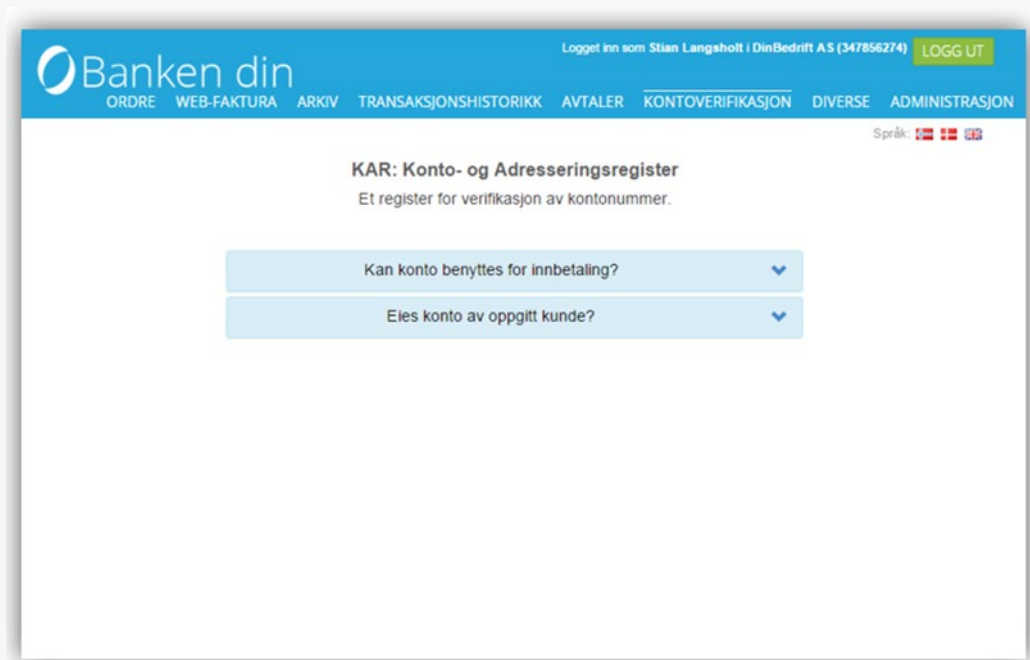 Logget inn som Stian Langsholt i DinBedrift AS (347856274) LOGG UT
Banken din
ORDRE WEB-FAKTURA ARKIV TRANSAKSJONSHISTORIKK AVTALER KONTOVERIFIKASJON DIVERSE ADMINISTRASJON
Språk:
KAR: Konto- og Adresseringsregister
Et register for verifikasjon av kontonummer.
Kan konto benyttes for innbetaling?
Eies konto av oppgitt kunde?